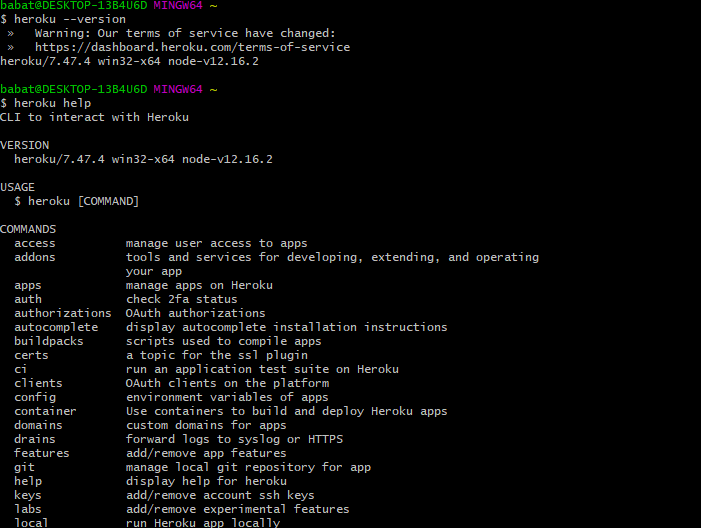 babat@DESKTOP-13B4U6D MINGW64 ~
$ heroku --version
»   Warning: Our terms of service have changed:
»   https://dashboard.heroku.com/terms-of-service
heroku/7.47.4 win32-x64 node-v12.16.2
babat@DESKTOP-13B4U6D MINGW64 ~
$ heroku help
CLI to interact with Heroku
VERSION
heroku/7.47.4 win32-x64 node-v12.16.2
USAGE
$ heroku [COMMAND]
COMMANDS
access          manage user access to apps
addons          tools and services for developing, extending, and operating
your app
apps            manage apps on Heroku
auth            check 2fa status
authorizations  OAuth authorizations
autocomplete    display autocomplete installation instructions
buildpacks      scripts used to compile apps
certs           a topic for the ssl plugin
ci              run an application test suite on Heroku
clients         OAuth clients on the platform
config          environment variables of apps
container       Use containers to build and deploy Heroku apps
domains         custom domains for apps
drains          forward logs to syslog or HTTPS
features        add/remove app features
git             manage local git repository for app
help            display help for heroku
keys            add/remove account ssh keys
labs            add/remove experimental features
local           run Heroku app locally